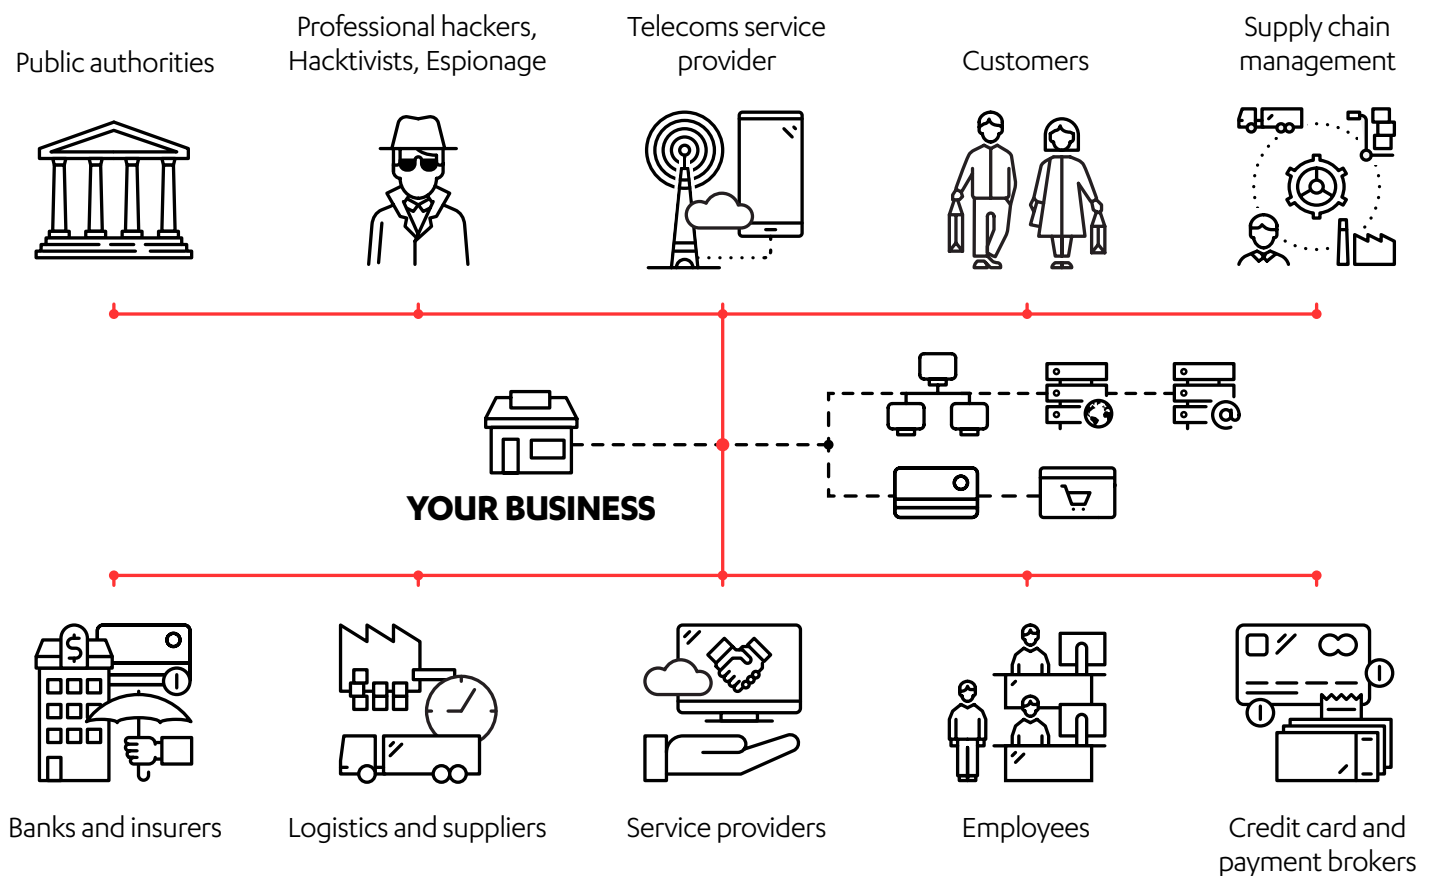 Public authorities
Professional hackers,
Hacktivists, Espionage
Telecoms service
provider
Customers
Supply chain
management
$
@
YOUR BUSINESS
Banks and insurers
Logistics and suppliers
Service providers
Employees
Credit card and
payment brokers